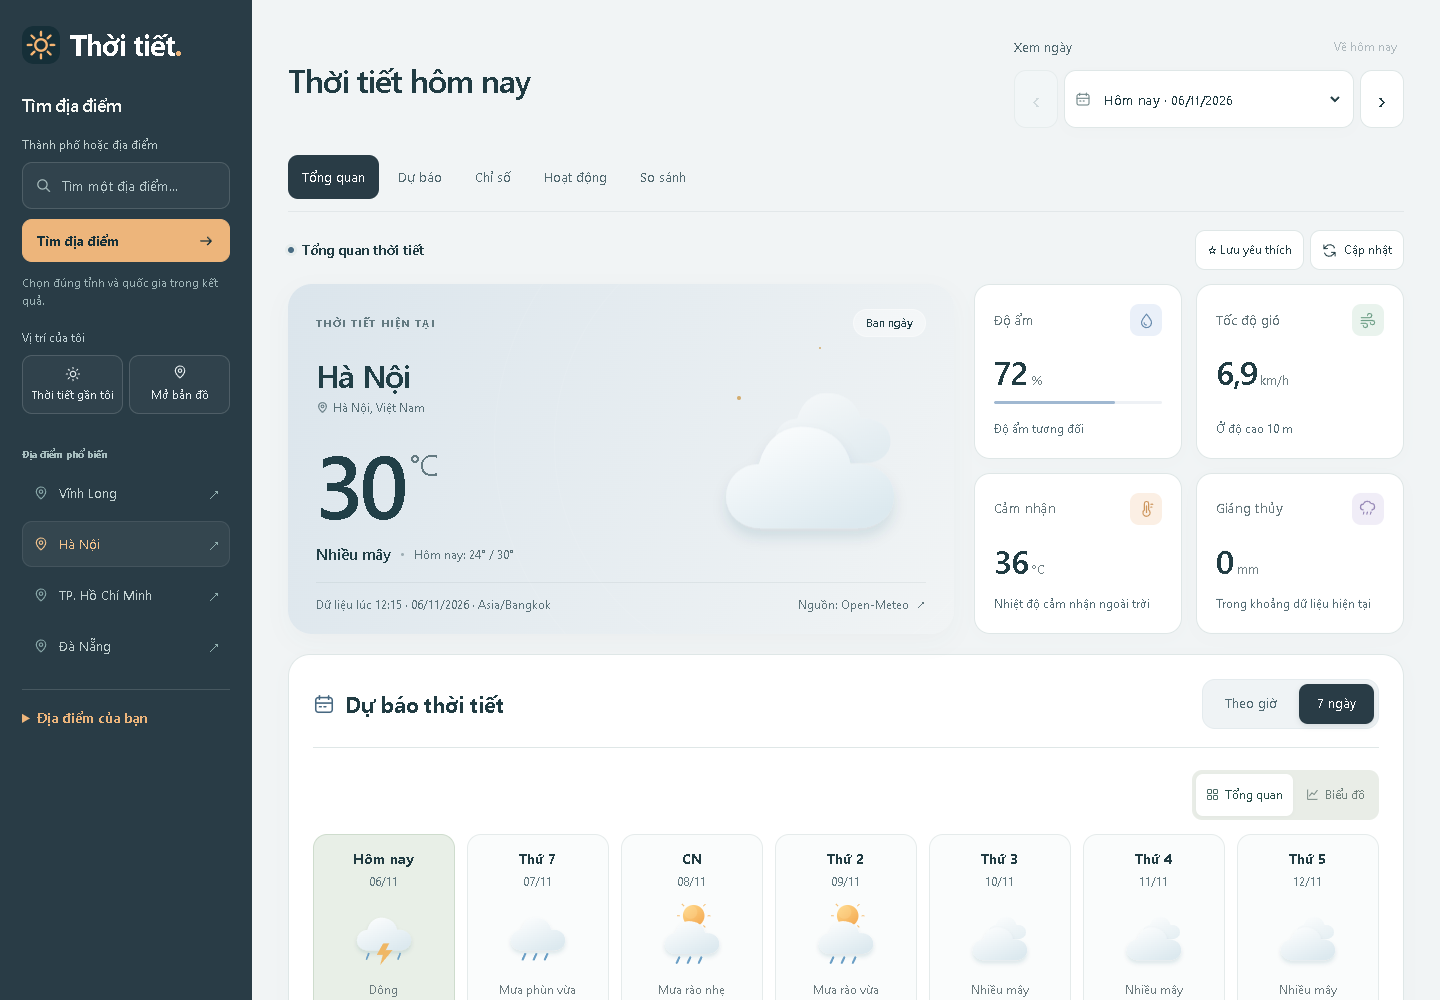 Thời tiết.
Tìm địa điểm
Thành phố hoặc địa điểm
Tìm một địa điểm...
Tìm địa điểm →
Chọn đúng tỉnh và quốc gia trong kết
quả.
Vị trí của tôi
Thời tiết gần tôi
Mở bản đồ
Địa điểm phổ biến
Vĩnh Long ↗
Hà Nội ↗
TP. Hồ Chí Minh ↗
Đà Nẵng ↗
▶ Địa điểm của bạn
Thời tiết hôm nay
Xem ngày
Về hôm nay
‹
Hôm nay · 06/11/2026
›
Tổng quan
Dự báo
Chỉ số
Hoạt động
So sánh
Tổng quan thời tiết
☆ Lưu yêu thích
Cập nhật
THỜI TIẾT HIỆN TẠI
Ban ngày
Hà Nội
Hà Nội, Việt Nam
30°C
Nhiều mây • Hôm nay: 24° / 30°
Dữ liệu lúc 12:15 · 06/11/2026 · Asia/Bangkok
Nguồn: Open-Meteo ↗
Độ ẩm
72 %
Độ ẩm tương đối
Tốc độ gió
6,9 km/h
Ở độ cao 10 m
Cảm nhận
36 °C
Nhiệt độ cảm nhận ngoài trời
Giáng thủy
0 mm
Trong khoảng dữ liệu hiện tại
Dự báo thời tiết
Theo giờ
7 ngày
Tổng quan
Biểu đồ
Hôm nay
06/11
Dông
Thứ 7
07/11
Mưa phùn vừa
CN
08/11
Mưa rào nhẹ
Thứ 2
09/11
Mưa rào vừa
Thứ 3
10/11
Nhiều mây
Thứ 4
11/11
Nhiều mây
Thứ 5
12/11
Nhiều mây